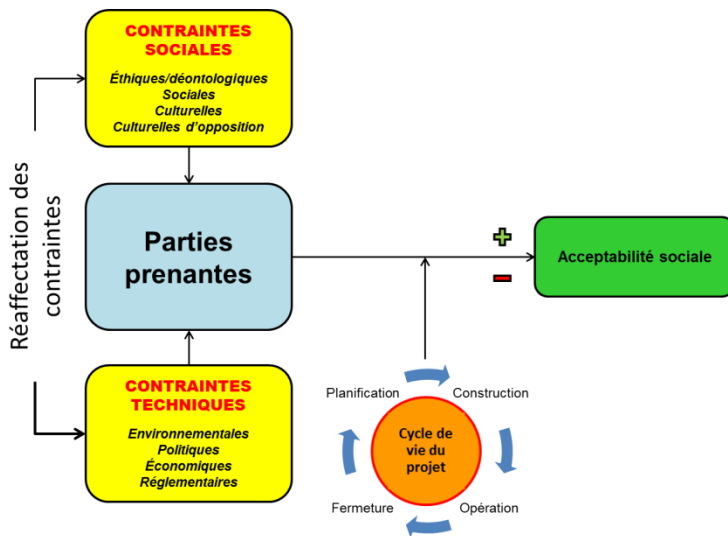 CONTRAINTES
SOCIALES
Éthiques/déontologiques
Sociales
Culturelles
Culturelles d'opposition
Réaffectation des
contraintes
Parties
prenantes
+
Acceptabilité sociale
−
CONTRAINTES
TECHNIQUES
Environnementales
Politiques
Économiques
Réglementaires
Planification
Construction
Cycle de
vie du
projet
Fermeture
Opération